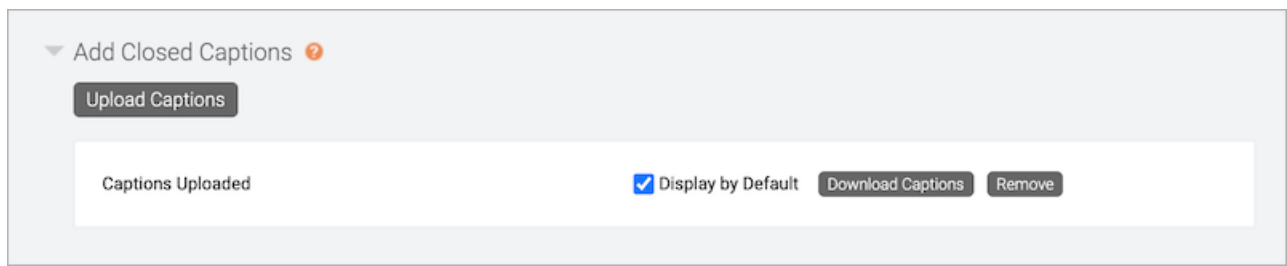 Add Closed Captions ?
Upload Captions
Captions Uploaded Display by Default Download Captions Remove